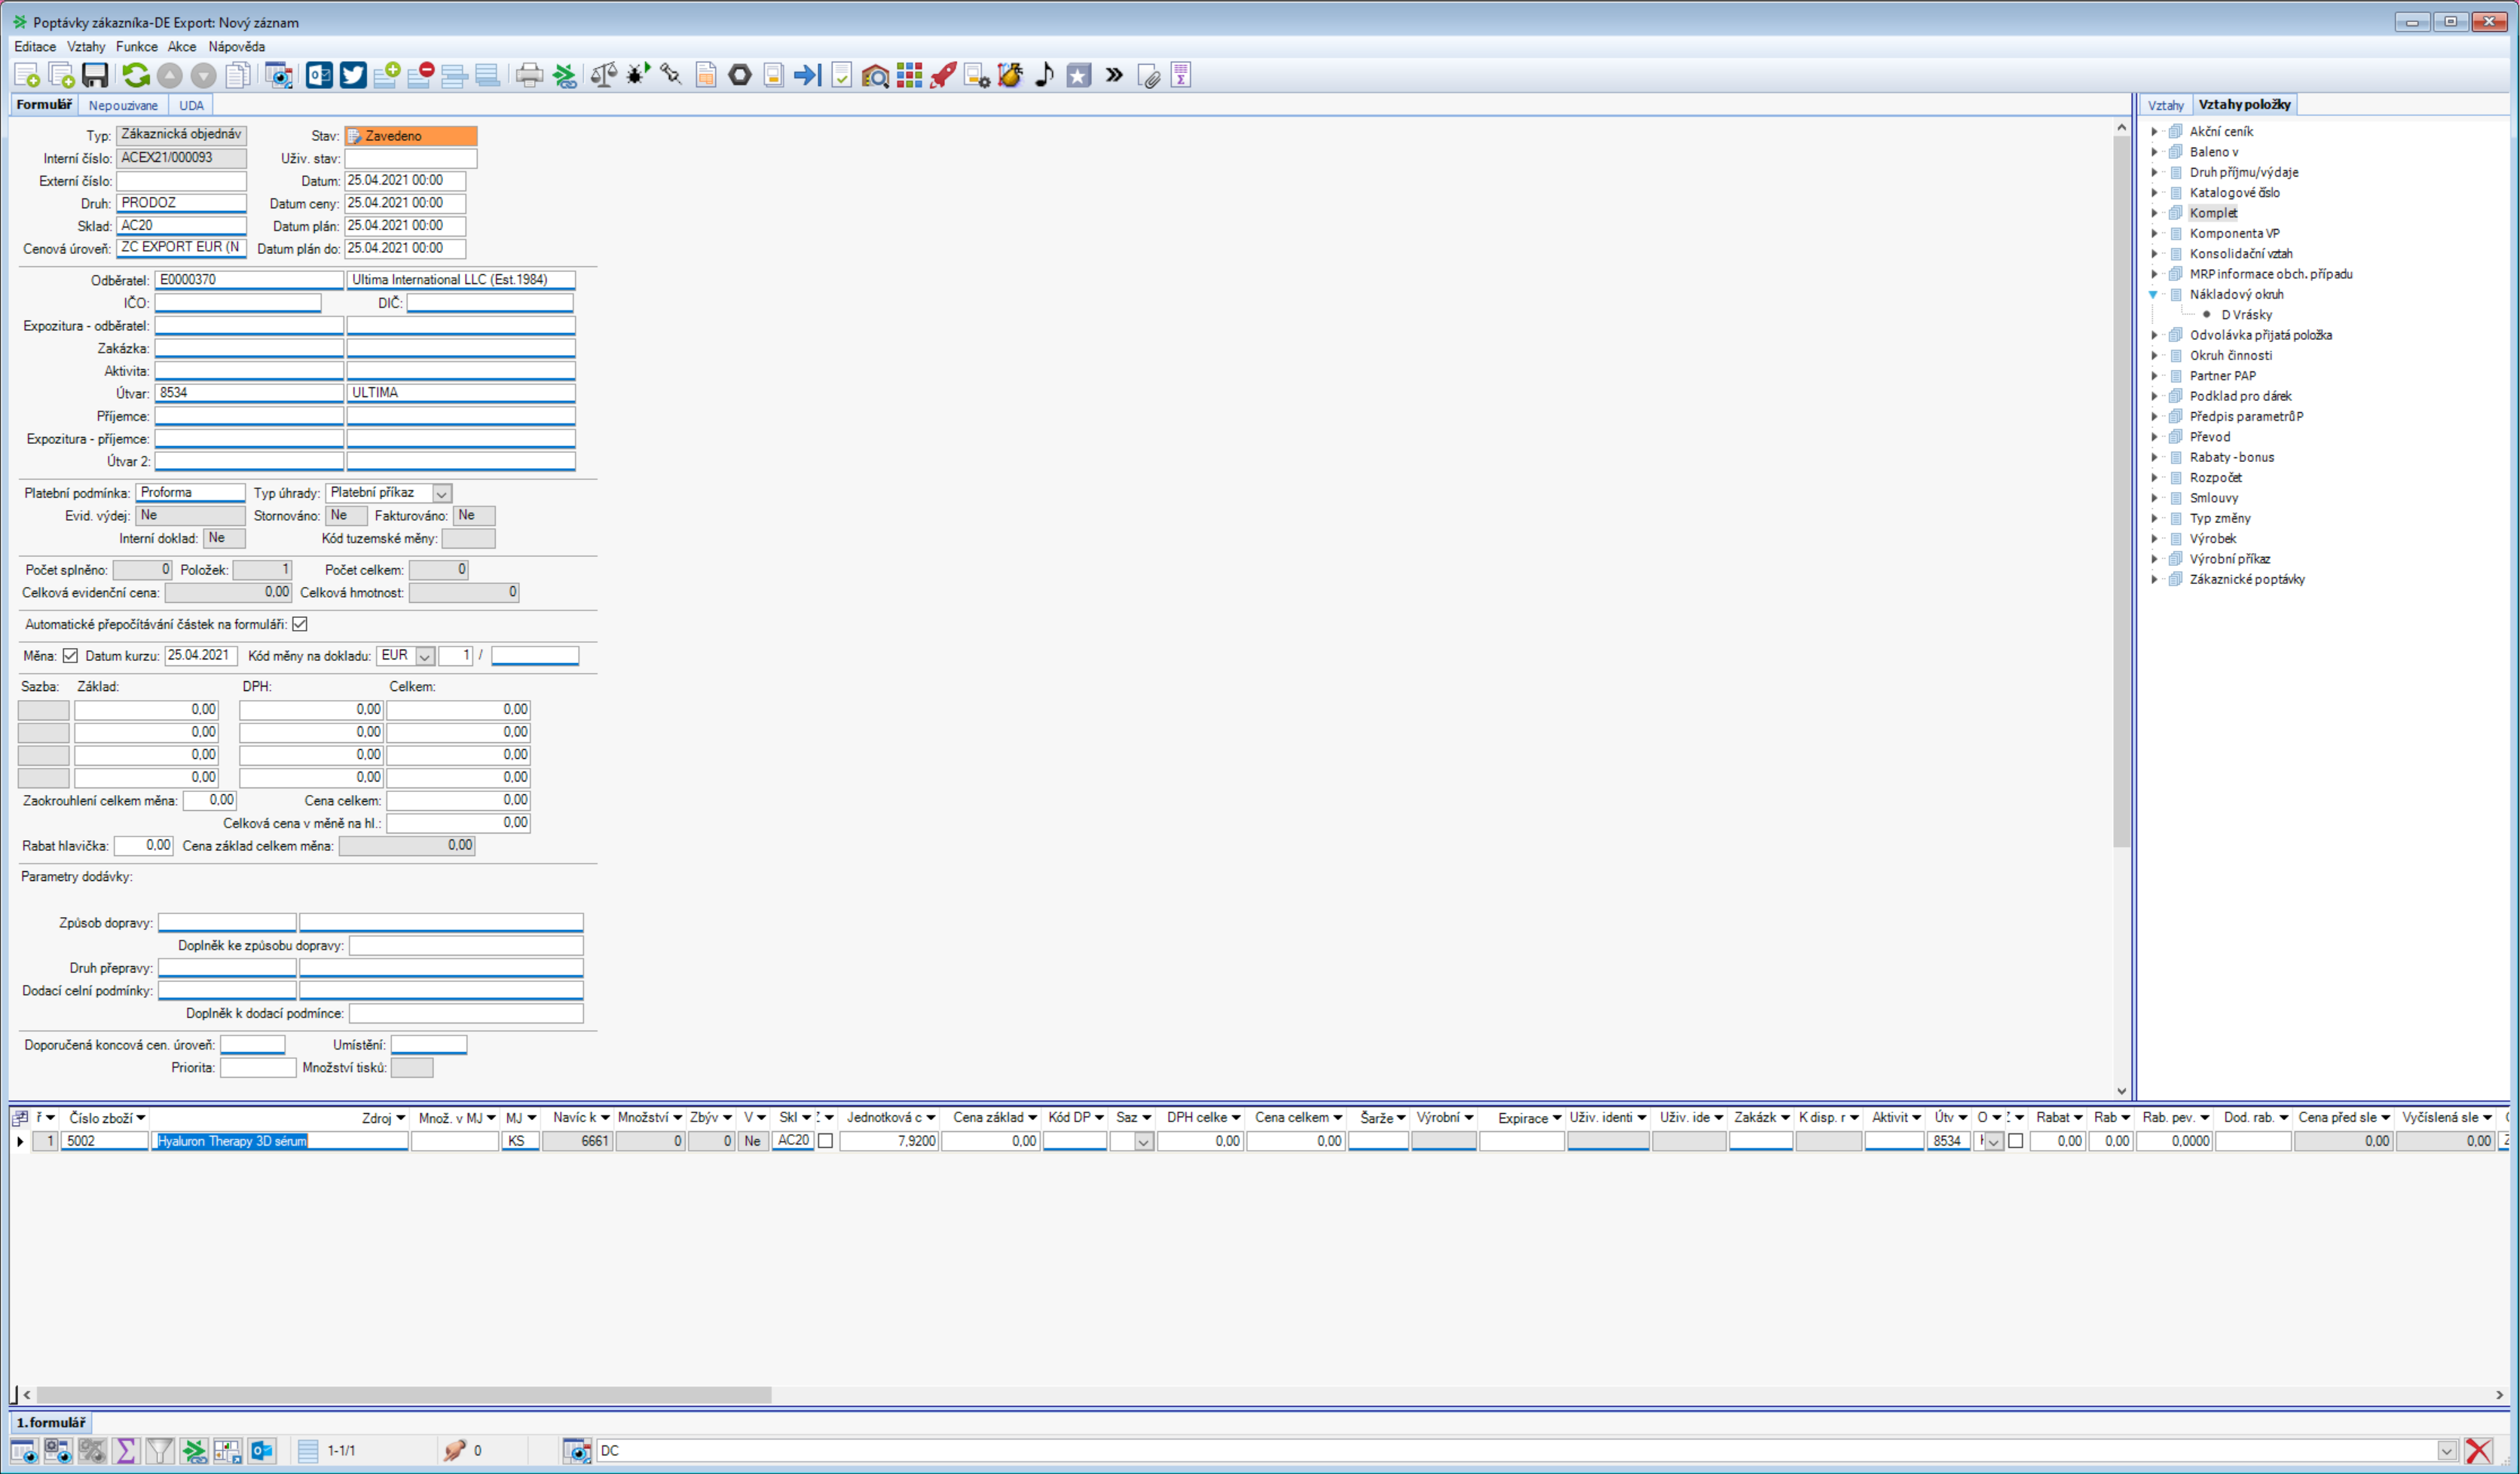 Poptávky zákazníka-DE Export: Nový záznam
Editace Vztahy Funkce Akce Nápověda
Formulář Nepouzivane UDA
Typ: Zákaznická objednáv Stav: Zavedeno
Interní číslo: ACEX21/000093 Uživ. stav:
Externí číslo: Datum: 25.04.2021 00:00
Druh: PRODOZ Datum ceny: 25.04.2021 00:00
Sklad: AC20 Datum plán: 25.04.2021 00:00
Cenová úroveň: ZC EXPORT EUR (N Datum plán do: 25.04.2021 00:00
Odběratel: E0000370 Ultima International LLC (Est.1984)
IČO: DIČ:
Expozitura - odběratel:
Zakázka:
Aktivita:
Útvar: 8534 ULTIMA
Příjemce:
Expozitura - příjemce:
Útvar 2:
Platební podmínka: Proforma Typ úhrady: Platební příkaz
Evid. výdej: Ne Stornováno: Ne Fakturováno: Ne
Interní doklad: Ne Kód tuzemské měny:
Počet splněno: 0 Položek: 1 Počet celkem: 0
Celková evidenční cena: 0,00 Celková hmotnost: 0
Automatické přepočítávání částek na formuláři:
Měna: Datum kurzu: 25.04.2021 Kód měny na dokladu: EUR 1 /
Sazba: Základ: DPH: Celkem:
0,00 0,00 0,00
0,00 0,00 0,00
0,00 0,00 0,00
0,00 0,00 0,00
Zaokrouhlení celkem měna: 0,00 Cena celkem: 0,00
Celková cena v měně na hl.: 0,00
Rabat hlavička: 0,00 Cena základ celkem měna: 0,00
Parametry dodávky:
Způsob dopravy:
Doplněk ke způsobu dopravy:
Druh přepravy:
Dodací celní podmínky:
Doplněk k dodací podmínce:
Doporučená koncová cen. úroveň: Umístění:
Priorita: Množství tisků:
Vztahy Vztahy položky
Akční ceník
Baleno v
Druh příjmu/výdaje
Katalogové číslo
Komplet
Komponenta VP
Konsolidační vztah
MRP informace obch. případu
Nákladový okruh
D Vrásky
Odvolávka přijatá položka
Okruh činnosti
Partner PAP
Podklad pro dárek
Předpis parametrů P
Převod
Rabaty - bonus
Rozpočet
Smlouvy
Typ změny
Výrobek
Výrobní příkaz
Zákaznické poptávky
ř Číslo zboží Zdroj Množ. v MJ MJ Navíc k Množství Zbýv V Skl Jednotková c Cena základ Kód DP Saz DPH celke Cena celkem Šarže Výrobní Expirace Uživ. identi Uživ. ide Zakázk K disp. r Aktivit Útv O Rabat Rab Rab. pev. Dod. rab. Cena před sle Vyčíslená sle
1 5002 Hyaluron Therapy 3D sérum KS 6661 0 0 Ne AC20 7,9200 0,00 0,00 0,00 8534 0,00 0,00 0,0000 0,00 0,00
1.formulář
1-1/1 0 DC